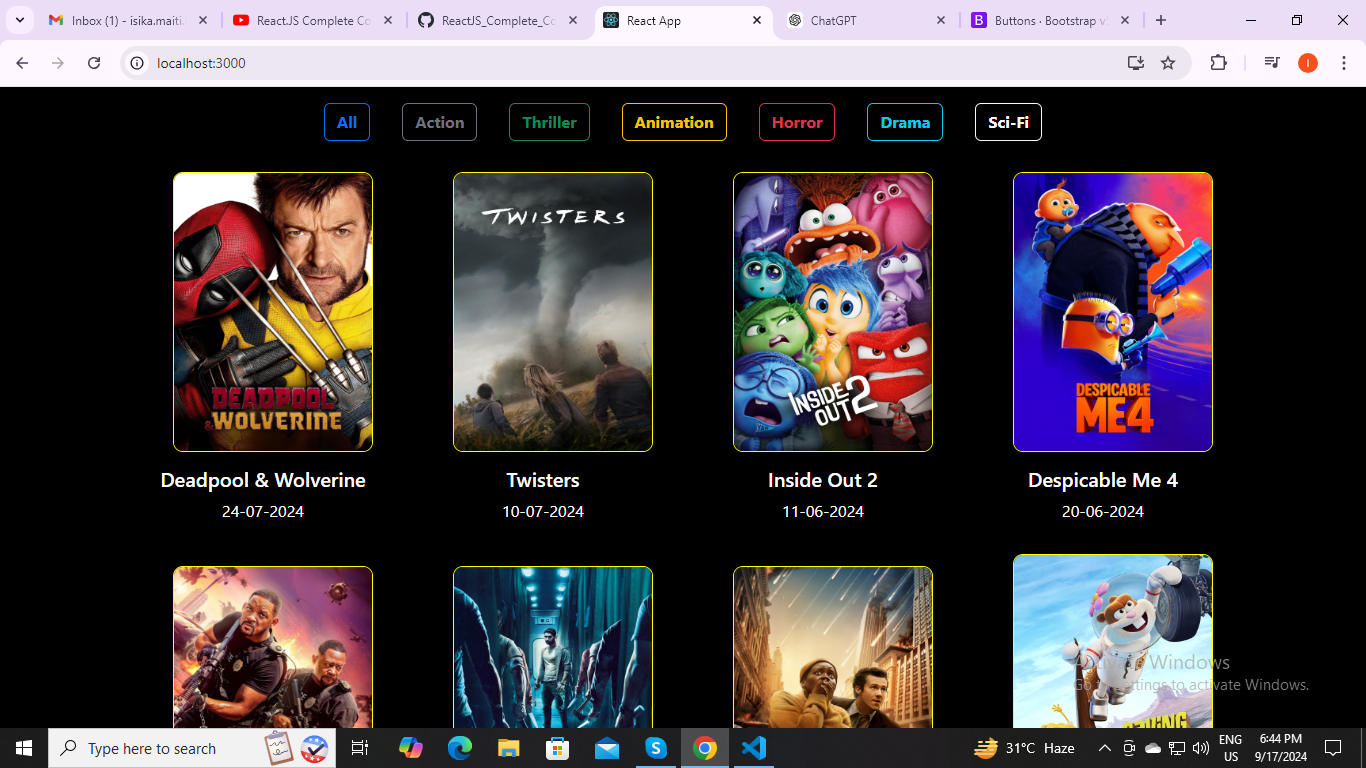 Inbox (1) - isika.maiti.
ReactJS Complete Co
ReactJS_Complete_Co
React App
ChatGPT
Buttons · Bootstrap v
localhost:3000
I
All
Action
Thriller
Animation
Horror
Drama
Sci-Fi
TWISTERS
DEADPOOL
& WOLVERINE
INSIDE
OUT 2
DESPICABLE
ME4
Deadpool & Wolverine
Twisters
Inside Out 2
Despicable Me 4
24-07-2024
10-07-2024
11-06-2024
20-06-2024
Activate Windows
Go to Settings to activate Windows.
SAVING
Type here to search
31°C Haze
ENG
US
6:44 PM
9/17/2024